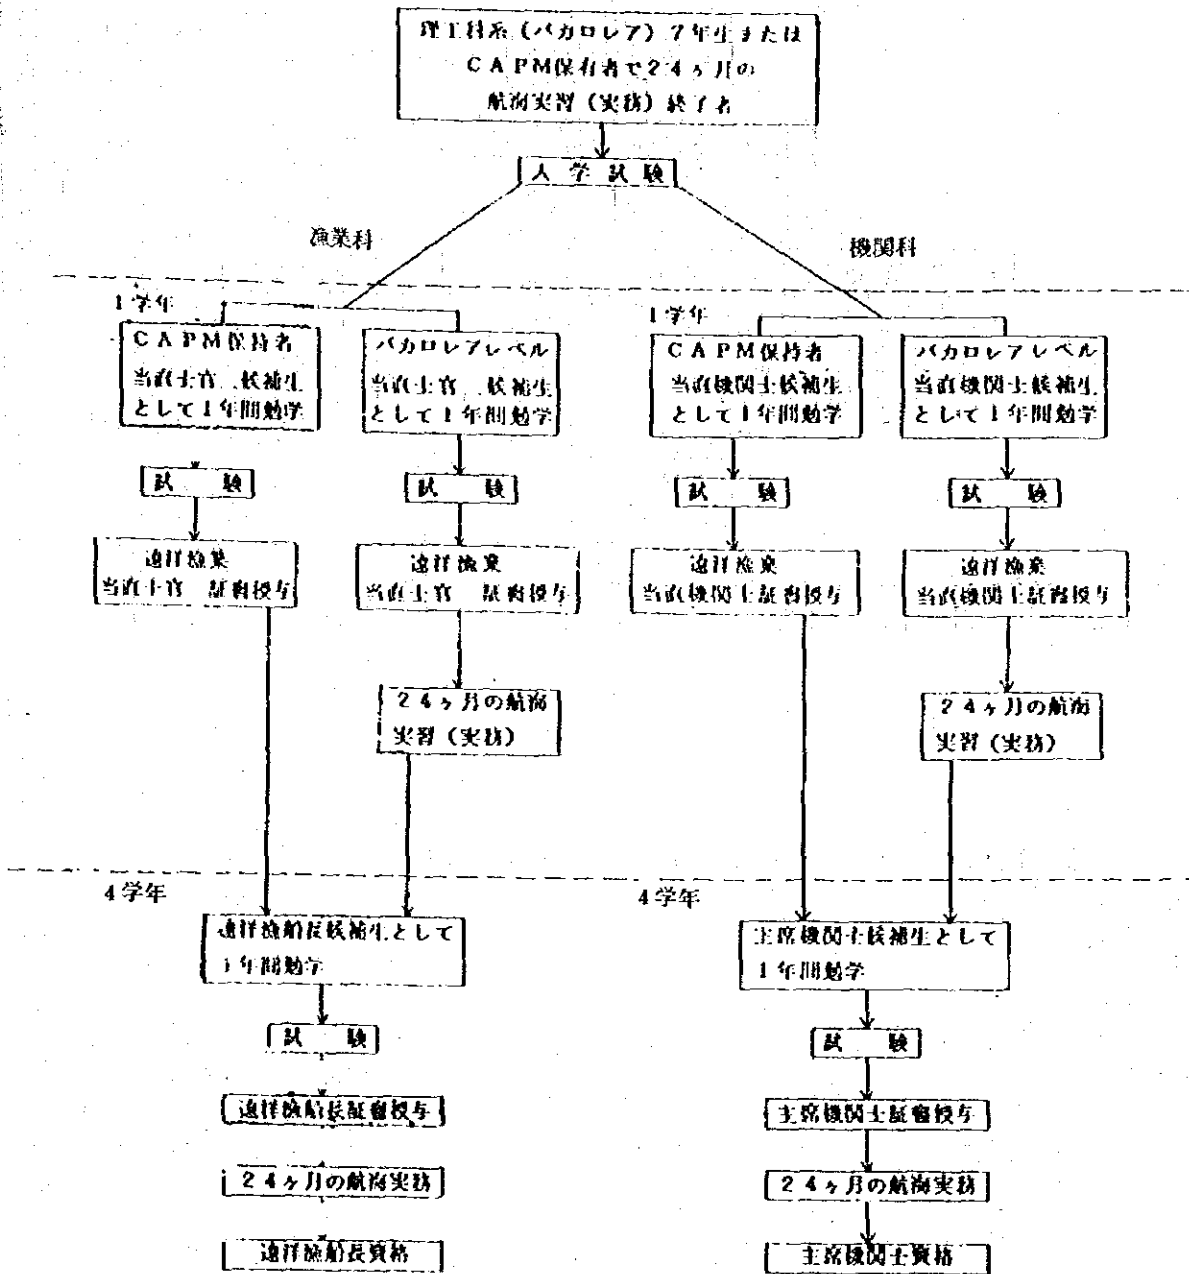 理工科系（バカロレア）７年生または
ＣＡＰＭ保有者で２４ヶ月の
航海実習（実務）終了者
入学試験
漁業科
機関科
１学年
ＣＡＰＭ保持者
当直士官　候補生
として１年間勉学
バカロレアレベル
当直士官　候補生
として１年間勉学
１学年
ＣＡＰＭ保持者
当直機関士候補生
として１年間勉学
バカロレアレベル
当直機関士候補生
として１年間勉学
試　験
試　験
試　験
試　験
遠洋漁業
当直士官　証書授与
遠洋漁業
当直士官　証書授与
遠洋漁業
当直機関士証書授与
遠洋漁業
当直機関士証書授与
２４ヶ月の航海
実習（実務）
２４ヶ月の航海
実習（実務）
４学年
遠洋漁船長候補生として
１年間勉学
４学年
主席機関士候補生として
１年間勉学
試　験
試　験
遠洋漁船長証書授与
主席機関士証書授与
２４ヶ月の航海実務
２４ヶ月の航海実務
遠洋漁船長資格
主席機関士資格